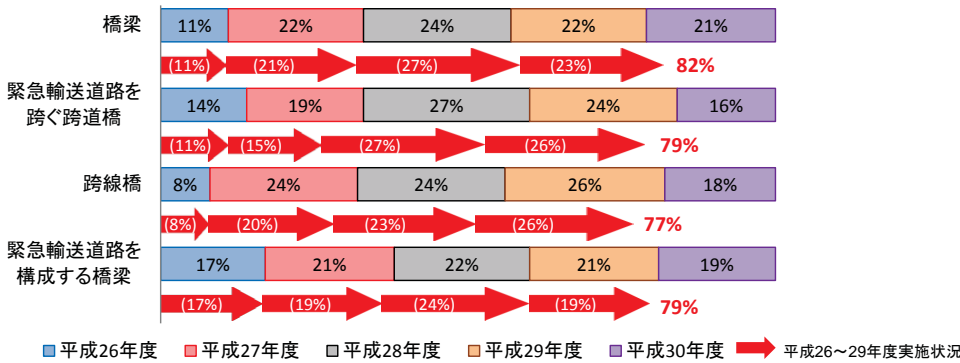 橋梁
11% 22% 24% 22% 21%
(11%) (21%) (27%) (23%) 82%
緊急輸送道路を
跨ぐ跨道橋
14% 19% 27% 24% 16%
(11%) (15%) (27%) (26%) 79%
跨線橋
8% 24% 24% 26% 18%
(8%) (20%) (23%) (26%) 77%
緊急輸送道路を
構成する橋梁
17% 21% 22% 21% 19%
(17%) (19%) (24%) (19%) 79%
平成26年度 平成27年度 平成28年度 平成29年度 平成30年度 平成26～29年度実施状況